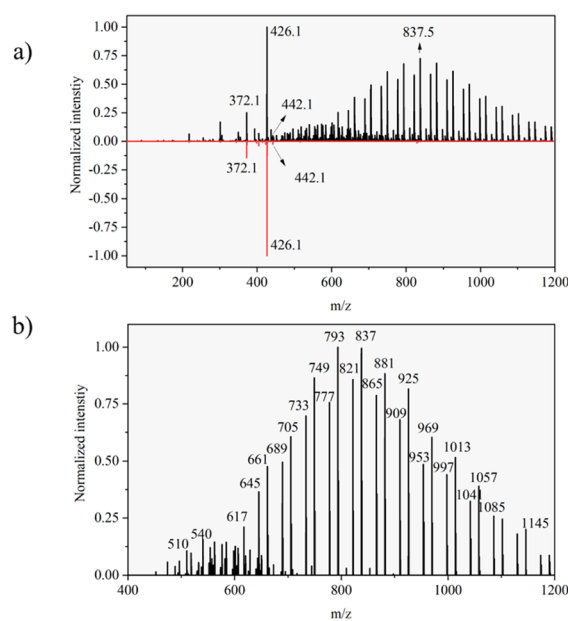 a)
Normalized intenstiy
1.00
0.75
0.50
0.25
0.00
-0.25
-0.50
-0.75
-1.00
426.1
837.5
372.1
442.1
372.1
442.1
426.1
200 400 600 800 1000 1200
m/z
b)
Normalized intenstiy
1.00
0.75
0.50
0.25
0.00
793 837
749 821 881
777 865 925
733
705 909
661 689 969
645 953 997 1013
617 1041 1057
510 540 1085 1145
400 600 800 1000 1200
m/z